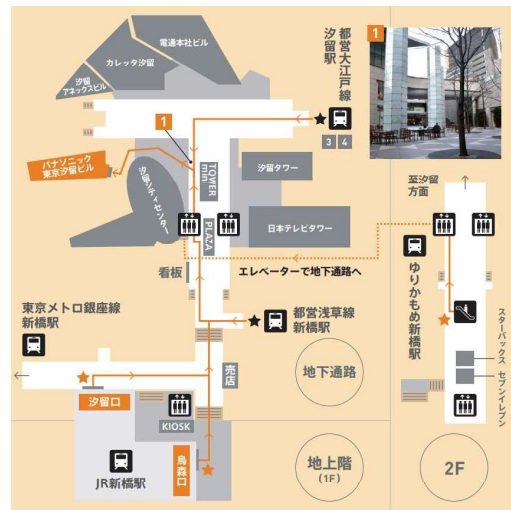 電通本社ビル
カレッタ汐留
汐留
アネックスビル
都営大江戸線
汐留駅
1
3 4
1
パナソニック
東京汐留ビル
汐留シティセンター
TOWER
min
汐留タワー
PLAZA
日本テレビタワー
至汐留
方面
看板
エレベーターで地下通路へ
ゆりかもめ新橋駅
東京メトロ銀座線
新橋駅
都営浅草線
新橋駅
スターバックス
セブンイレブン
売店
地下通路
汐留口
KIOSK
烏森口
JR新橋駅
地上階
(1F)
2F